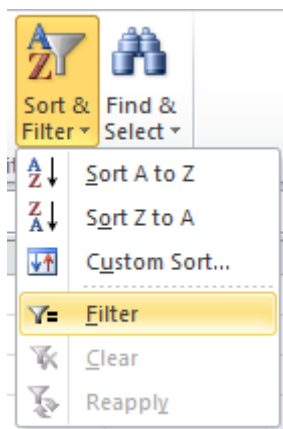 Sort & Find &
Filter Select
Sort A to Z
Sort Z to A
Custom Sort...
Filter
Clear
Reapply